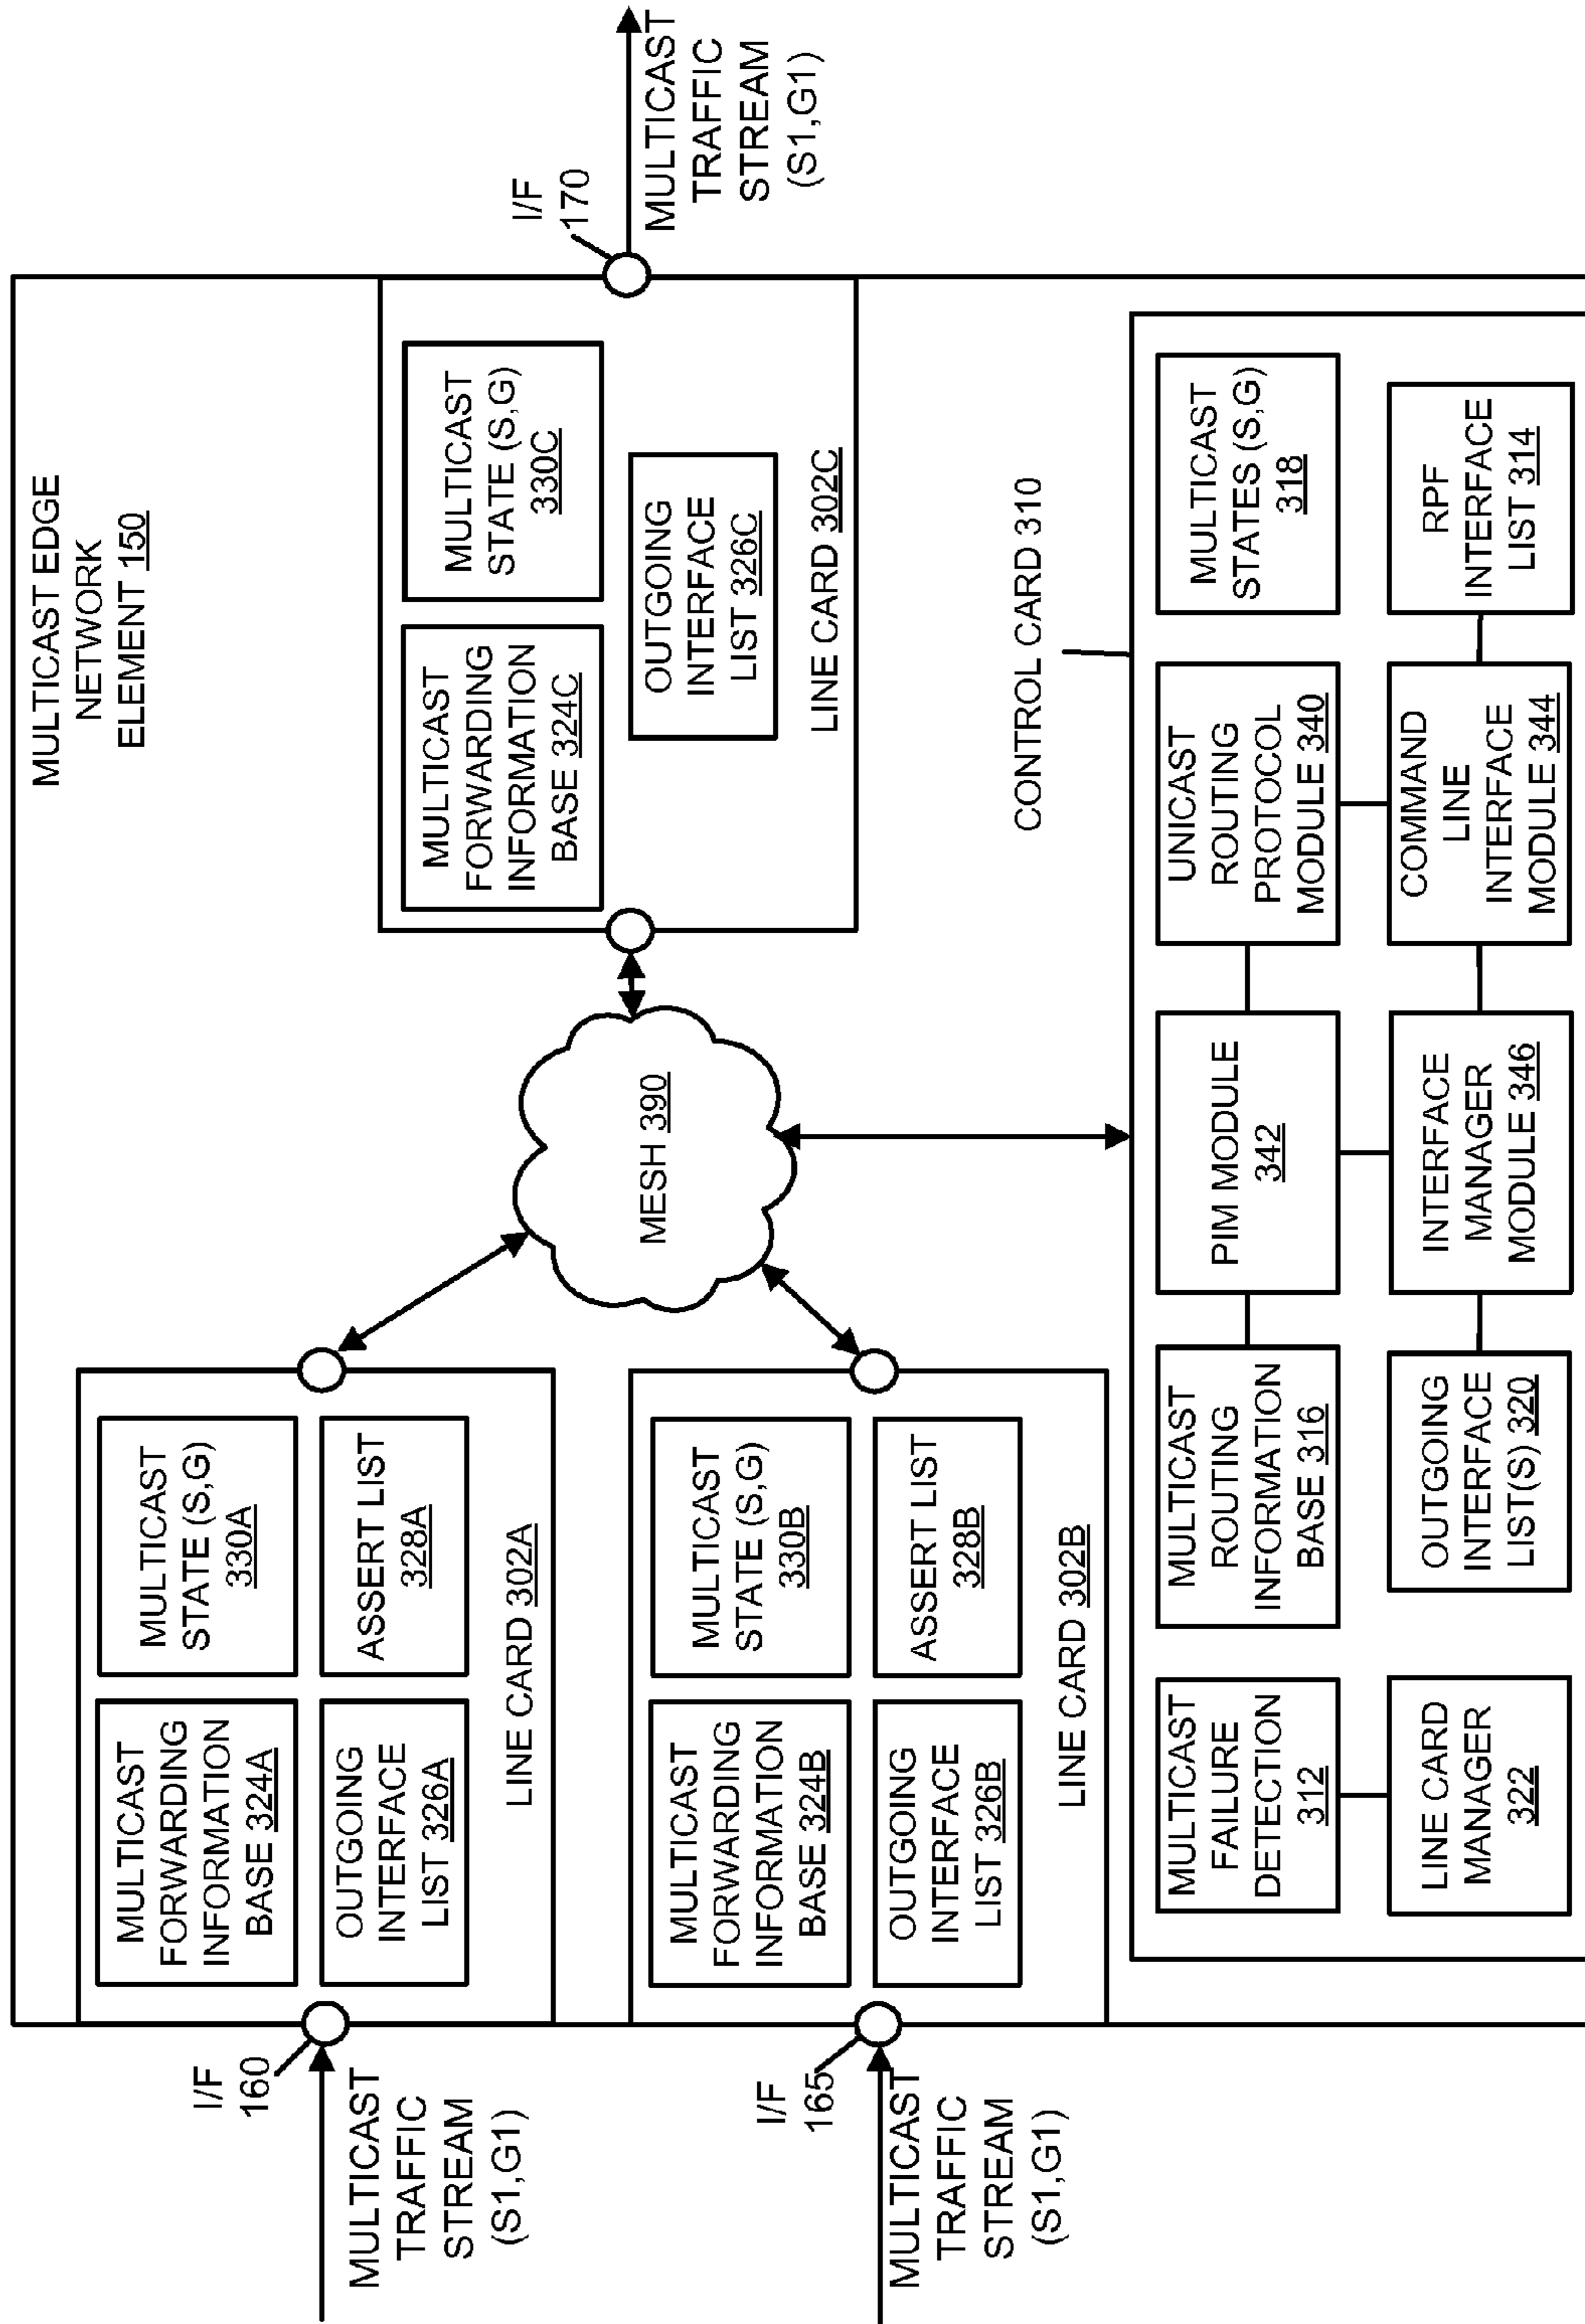 MULTICAST EDGE
NETWORK
ELEMENT 150
I/F
160
MULTICAST
TRAFFIC
STREAM
(S1,G1)
MULTICAST
FORWARDING
INFORMATION
BASE 324A
MULTICAST
STATE (S,G)
330A
OUTGOING
INTERFACE
LIST 326A
ASSERT LIST
328A
LINE CARD 302A
I/F
165
MULTICAST
TRAFFIC
STREAM
(S1,G1)
MULTICAST
FORWARDING
INFORMATION
BASE 324B
MULTICAST
STATE (S,G)
330B
OUTGOING
INTERFACE
LIST 326B
ASSERT LIST
328B
LINE CARD 302B
MESH 390
MULTICAST
FORWARDING
INFORMATION
BASE 324C
MULTICAST
STATE (S,G)
330C
OUTGOING
INTERFACE
LIST 326C
LINE CARD 302C
I/F
170
MULTICAST
TRAFFIC
STREAM
(S1,G1)
CONTROL CARD 310
MULTICAST
FAILURE
DETECTION
312
MULTICAST
ROUTING
INFORMATION
BASE 316
PIM MODULE
342
UNICAST
ROUTING
PROTOCOL
MODULE 340
MULTICAST
STATES (S,G)
318
LINE CARD
MANAGER
322
OUTGOING
INTERFACE
LIST(S) 320
INTERFACE
MANAGER
MODULE 346
COMMAND
LINE
INTERFACE
MODULE 344
RPF
INTERFACE
LIST 314